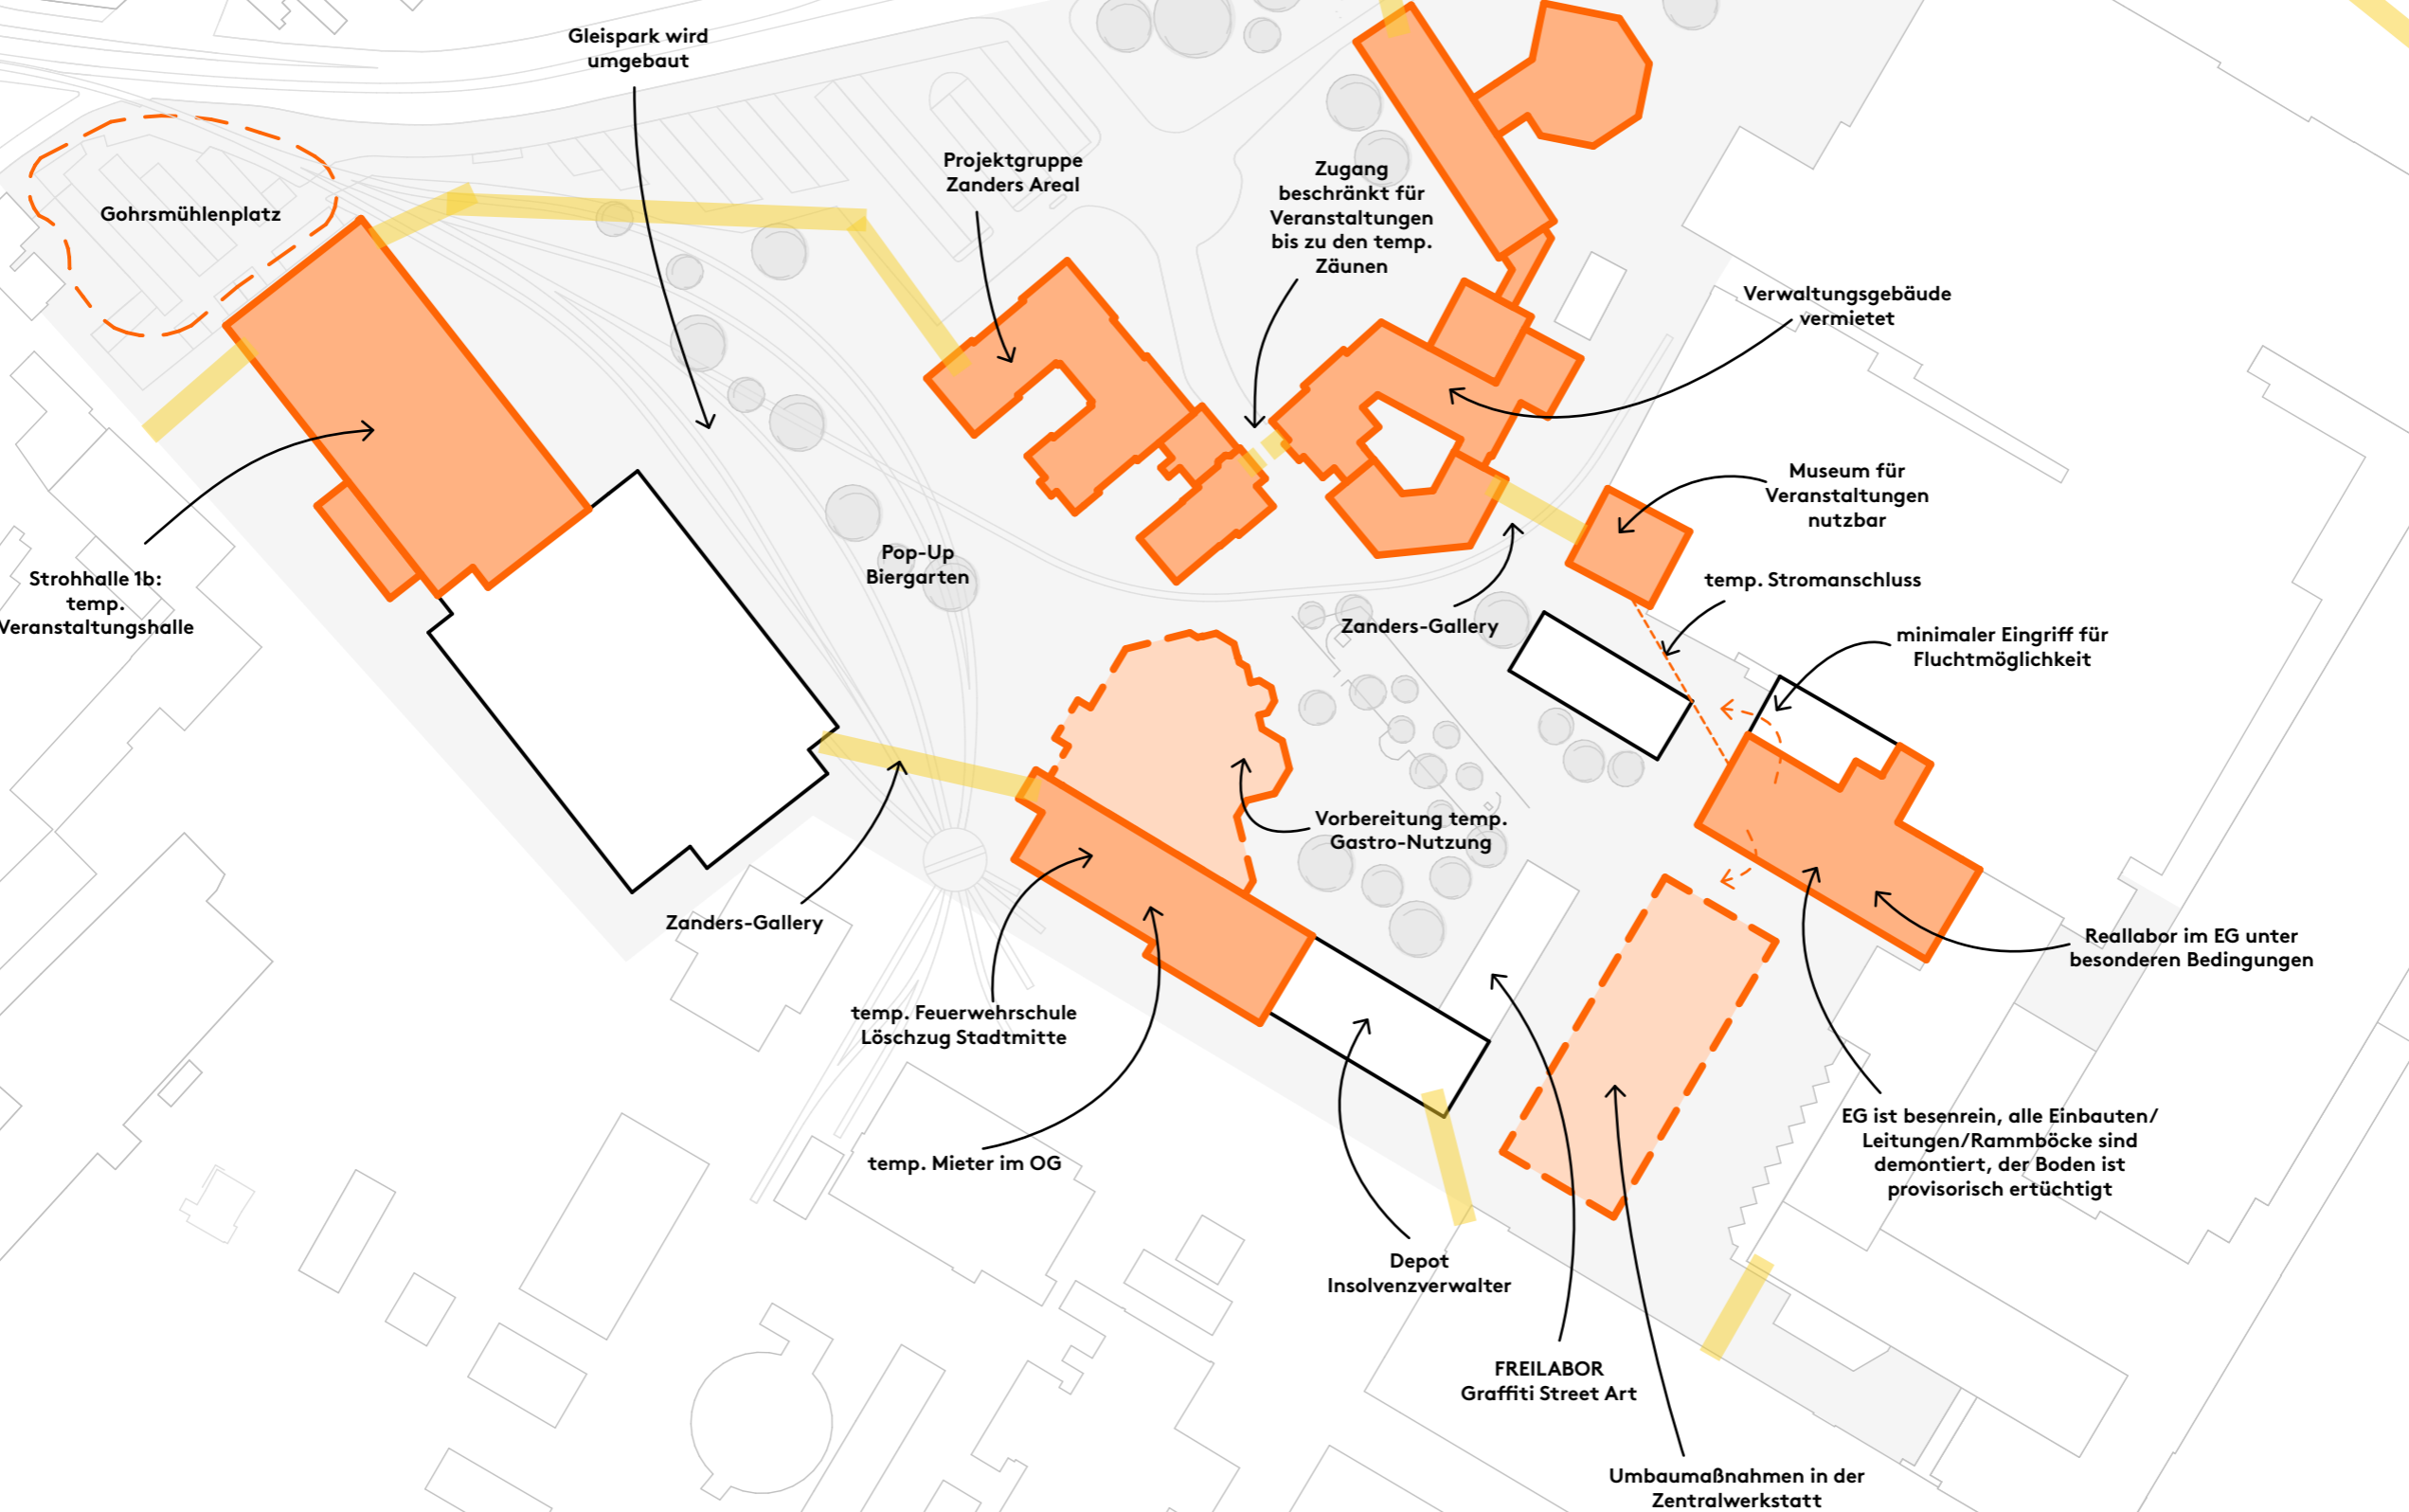 Gleispark wird
umgebaut
Projektgruppe
Zanders Areal
Zugang
beschränkt für
Veranstaltungen
bis zu den temp.
Zäunen
Gohrsmühlenplatz
Verwaltungsgebäude
vermietet
Museum für
Veranstaltungen
nutzbar
Pop-Up
Biergarten
Strohhalle 1b:
temp.
Veranstaltungshalle
temp. Stromanschluss
Zanders-Gallery
minimaler Eingriff für
Fluchtmöglichkeit
Vorbereitung temp.
Gastro-Nutzung
Zanders-Gallery
Reallabor im EG unter
besonderen Bedingungen
temp. Feuerwehrschule
Löschzug Stadtmitte
EG ist besenrein, alle Einbauten/
Leitungen/Rammböcke sind
demontiert, der Boden ist
provisorisch ertüchtigt
temp. Mieter im OG
Depot
Insolvenzverwalter
FREILABOR
Graffiti Street Art
Umbaumaßnahmen in der
Zentralwerkstatt